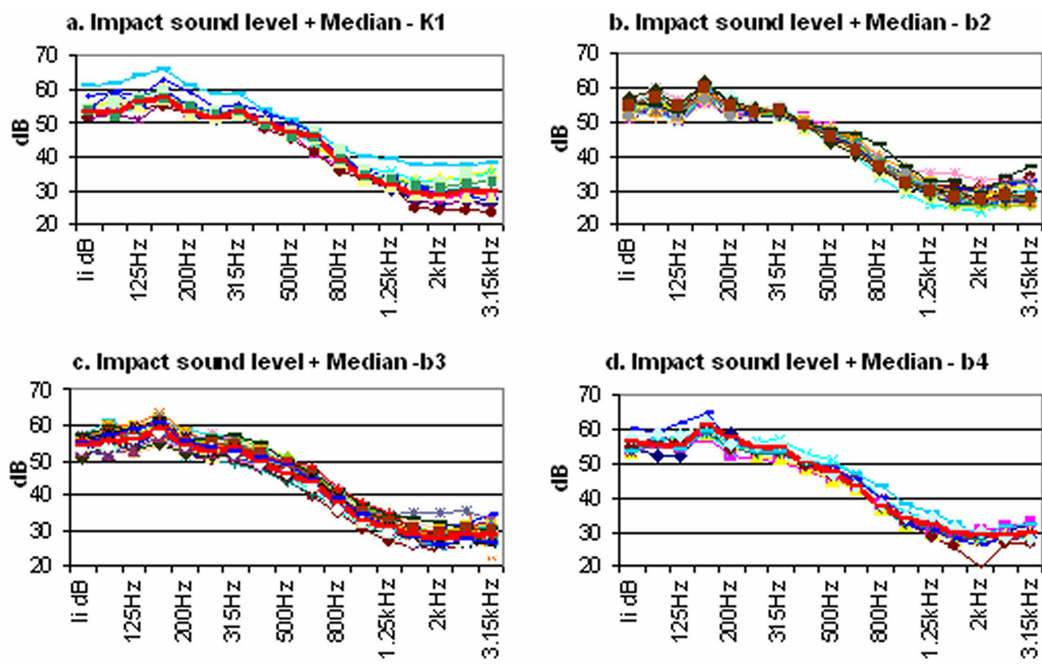 a. Impact sound level + Median - K1
70
60
50
40
30
20
dB
li dB
125Hz
200Hz
315Hz
500Hz
800Hz
1.25kHz
2kHz
3.15kHz
b. Impact sound level + Median - b2
70
60
50
40
30
20
dB
li dB
125Hz
200Hz
315Hz
500Hz
800Hz
1.25kHz
2kHz
3.15kHz
c. Impact sound level + Median -b3
70
60
50
40
30
20
dB
li dB
125Hz
200Hz
315Hz
500Hz
800Hz
1.25kHz
2kHz
3.15kHz
d. Impact sound level + Median - b4
70
60
50
40
30
20
dB
li dB
125Hz
200Hz
315Hz
500Hz
800Hz
1.25kHz
2kHz
3.15kHz